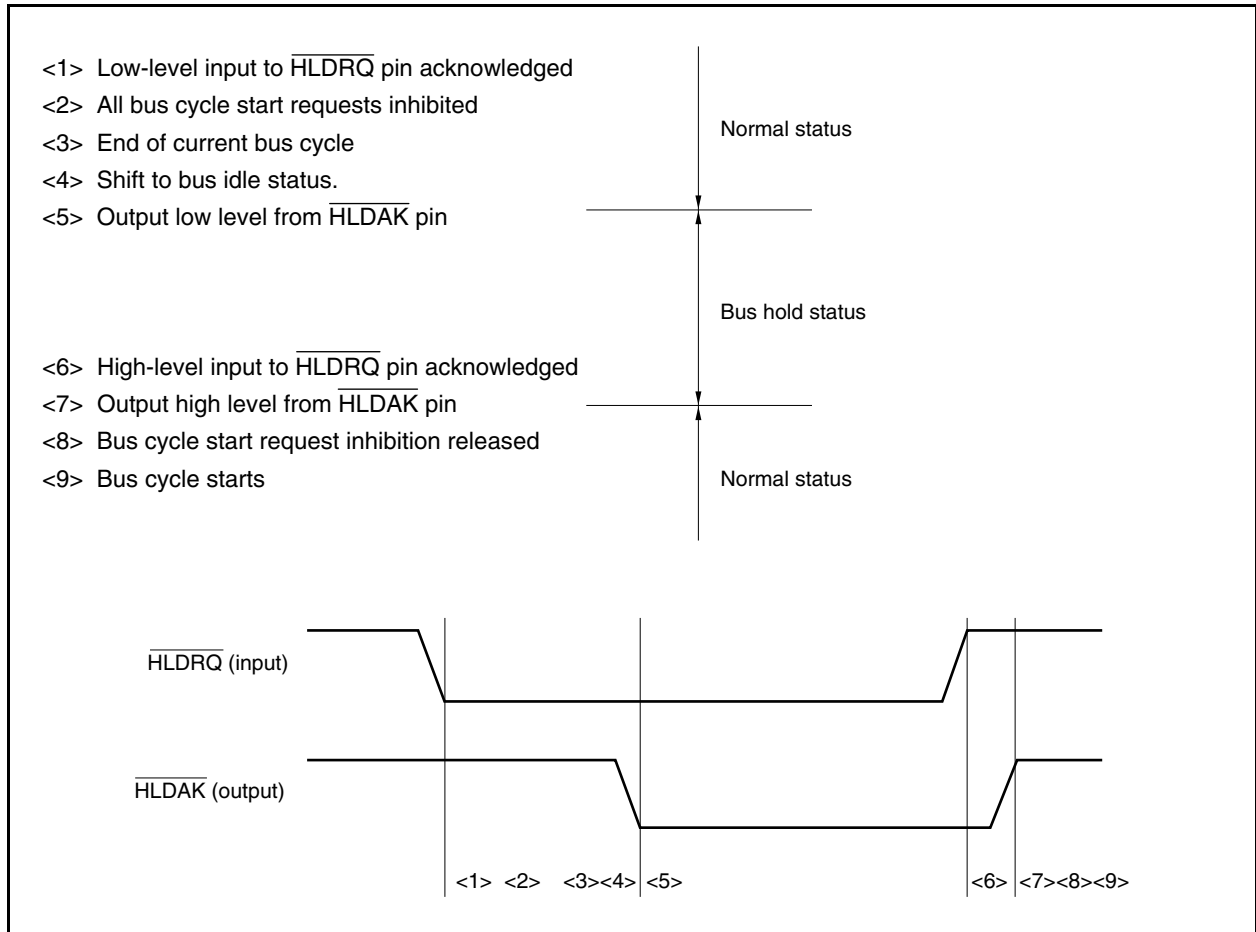 <1> Low-level input to HLDRQ pin acknowledged
<2> All bus cycle start requests inhibited
<3> End of current bus cycle
<4> Shift to bus idle status.
<5> Output low level from HLDAK pin
Normal status
Bus hold status
<6> High-level input to HLDRQ pin acknowledged
<7> Output high level from HLDAK pin
<8> Bus cycle start request inhibition released
<9> Bus cycle starts
Normal status
HLDRQ (input)
HLDAK (output)
<1> <2> <3><4> <5> <6> <7><8><9>